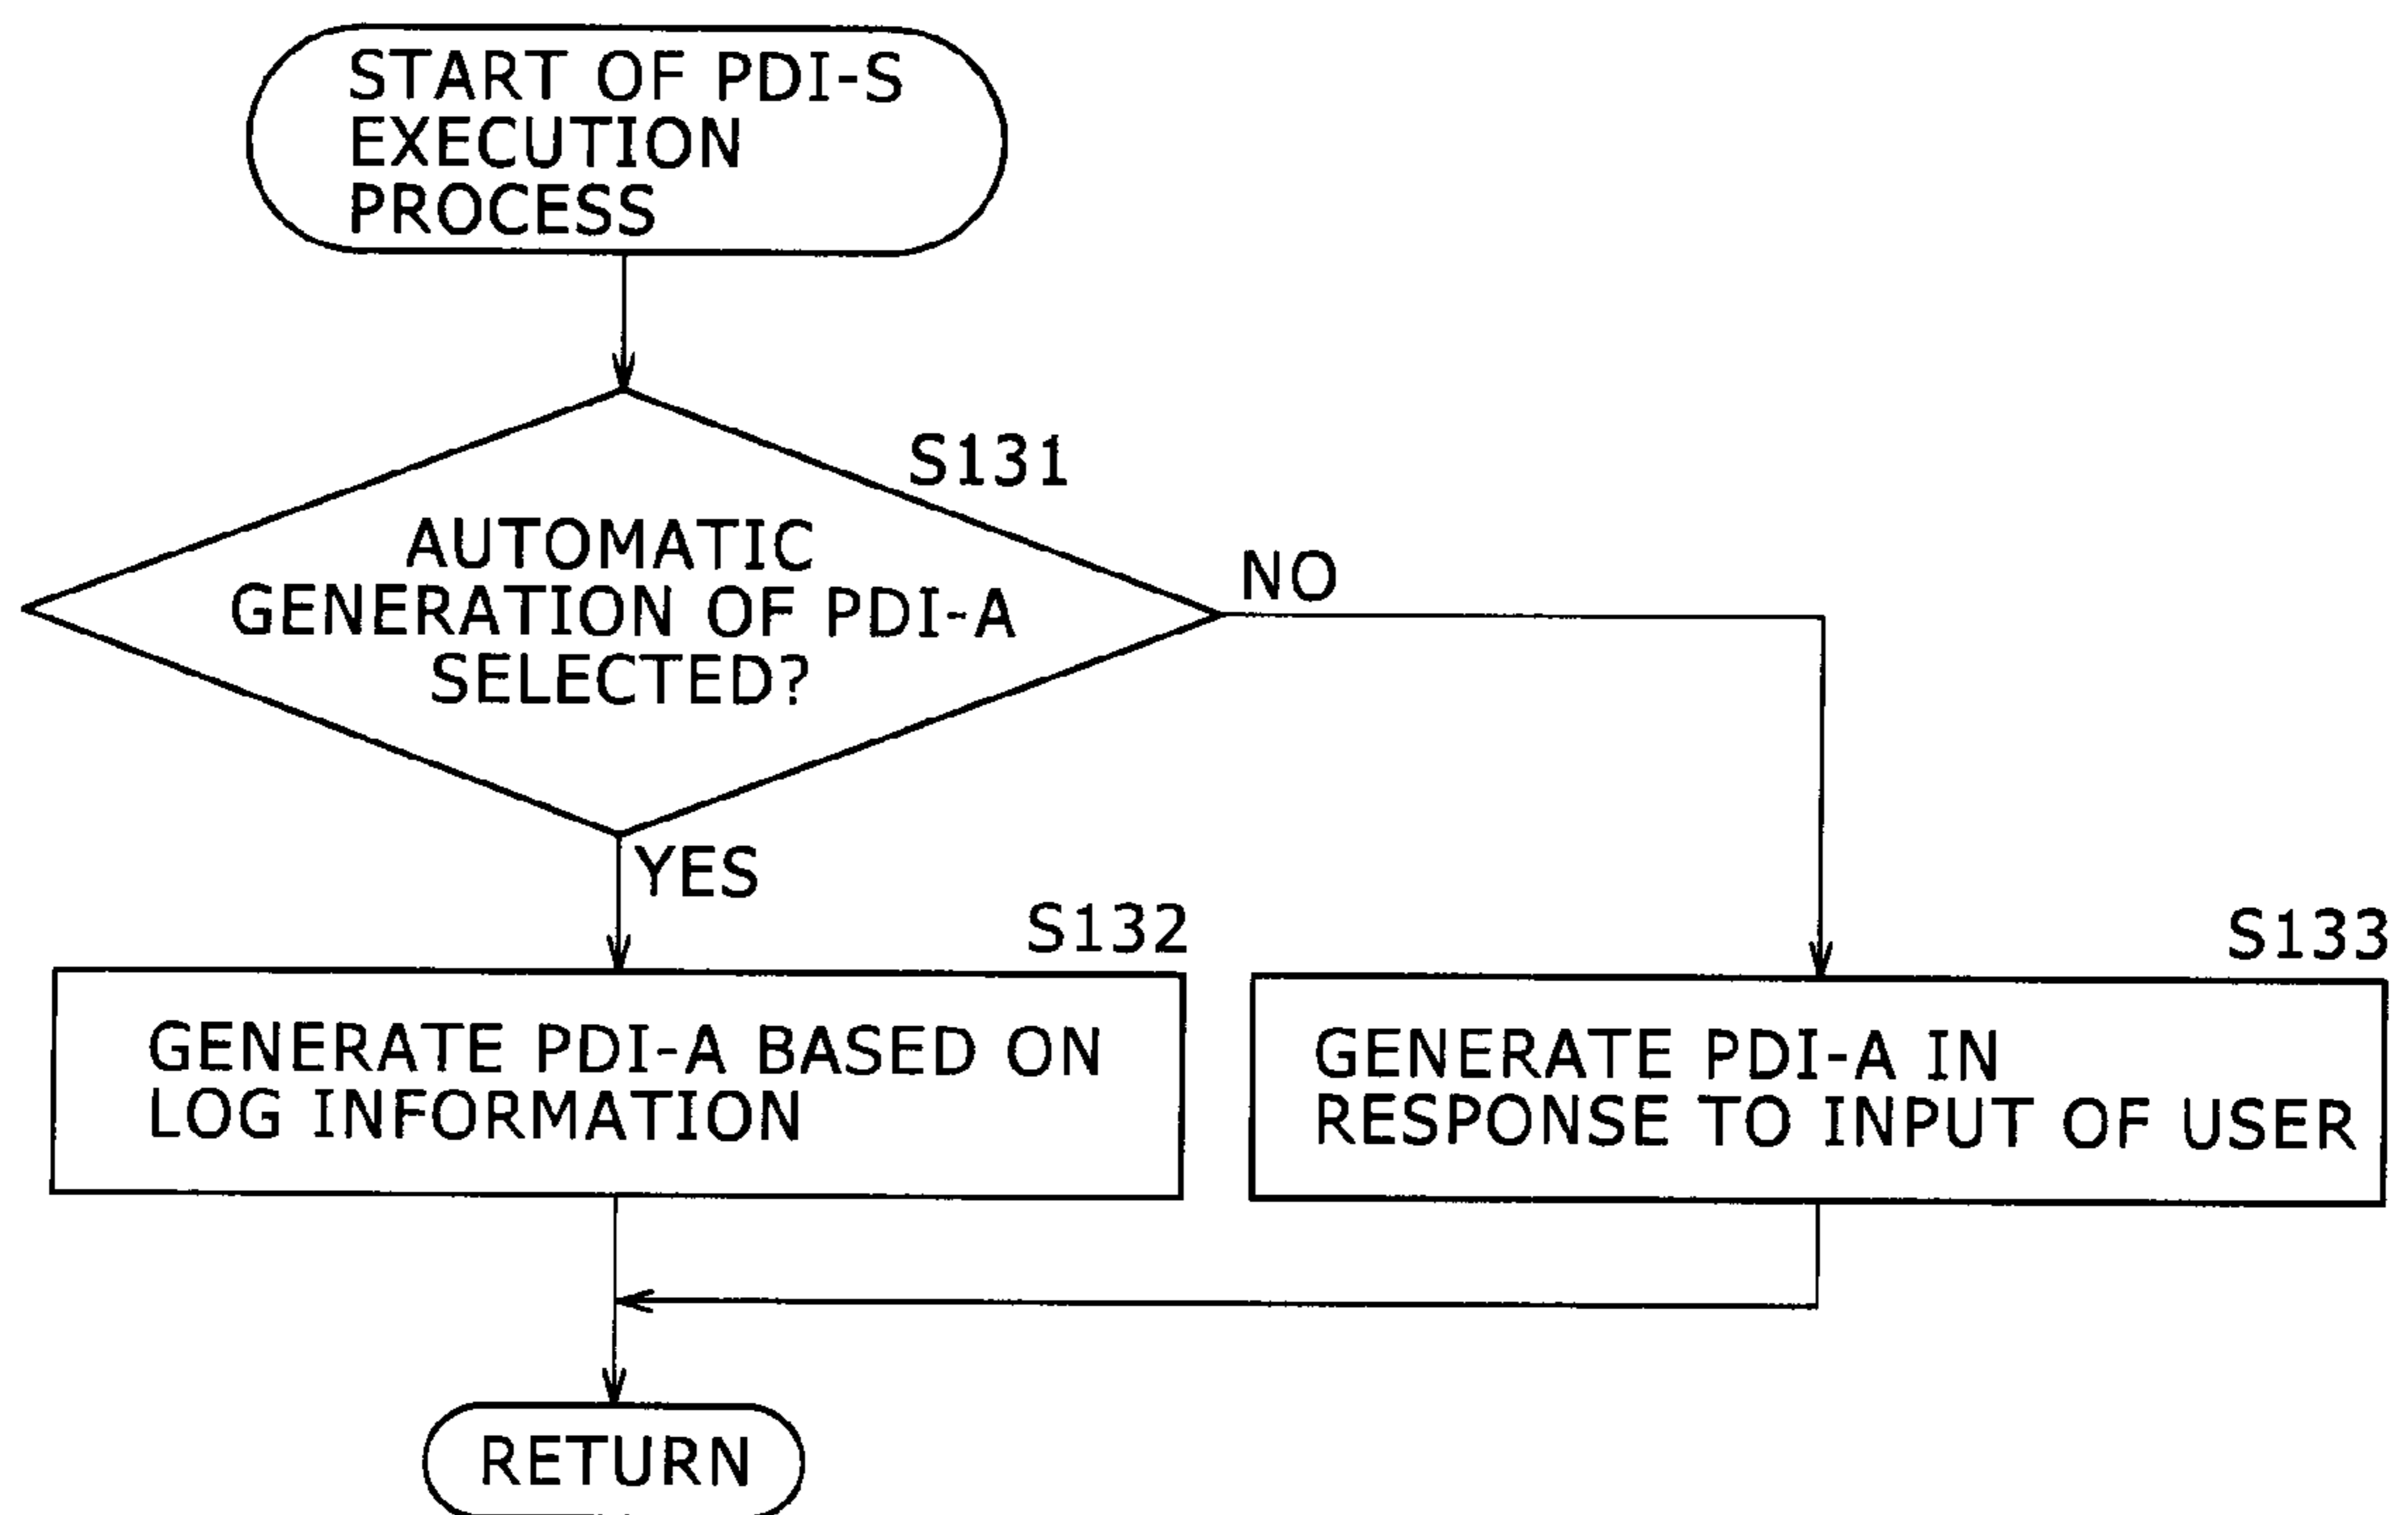 START OF PDI-S
EXECUTION
PROCESS
S131
AUTOMATIC
GENERATION OF PDI-A
SELECTED?
NO
YES
S132
GENERATE PDI-A BASED ON
LOG INFORMATION
S133
GENERATE PDI-A IN
RESPONSE TO INPUT OF USER
RETURN